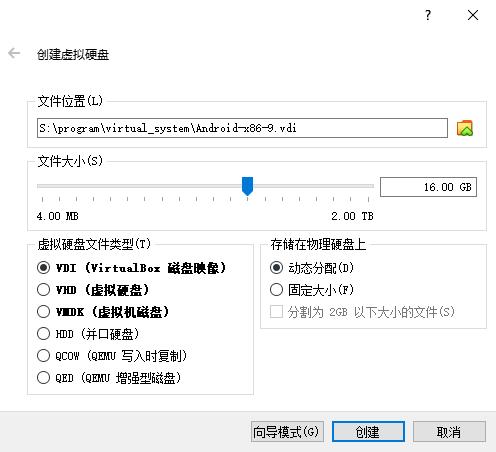 ?
创建虚拟硬盘
文件位置(L)
S:\program\virtual_system\Android-x86-9.vdi
文件大小(S)
16.00 GB
4.00 MB
2.00 TB
虚拟硬盘文件类型(T)
VDI (VirtualBox 磁盘映像)
VHD (虚拟硬盘)
VMDK (虚拟机磁盘)
HDD (并口硬盘)
QCOW (QEMU 写入时复制)
QED (QEMU 增强型磁盘)
存储在物理硬盘上
动态分配(D)
固定大小(F)
分割为 2GB 以下大小的文件(S)
向导模式(G)
创建
取消